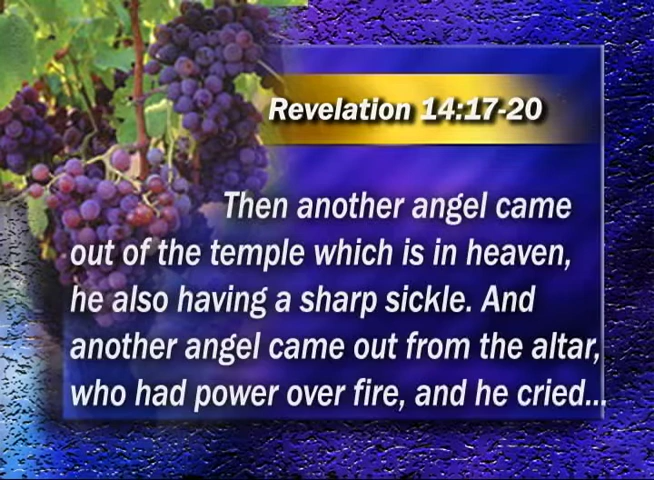 Revelation 14:17-20
Then another angel came
out of the temple which is in heaven,
he also having a sharp sickle. And
another angel came out from the altar,
who had power over fire, and he cried...